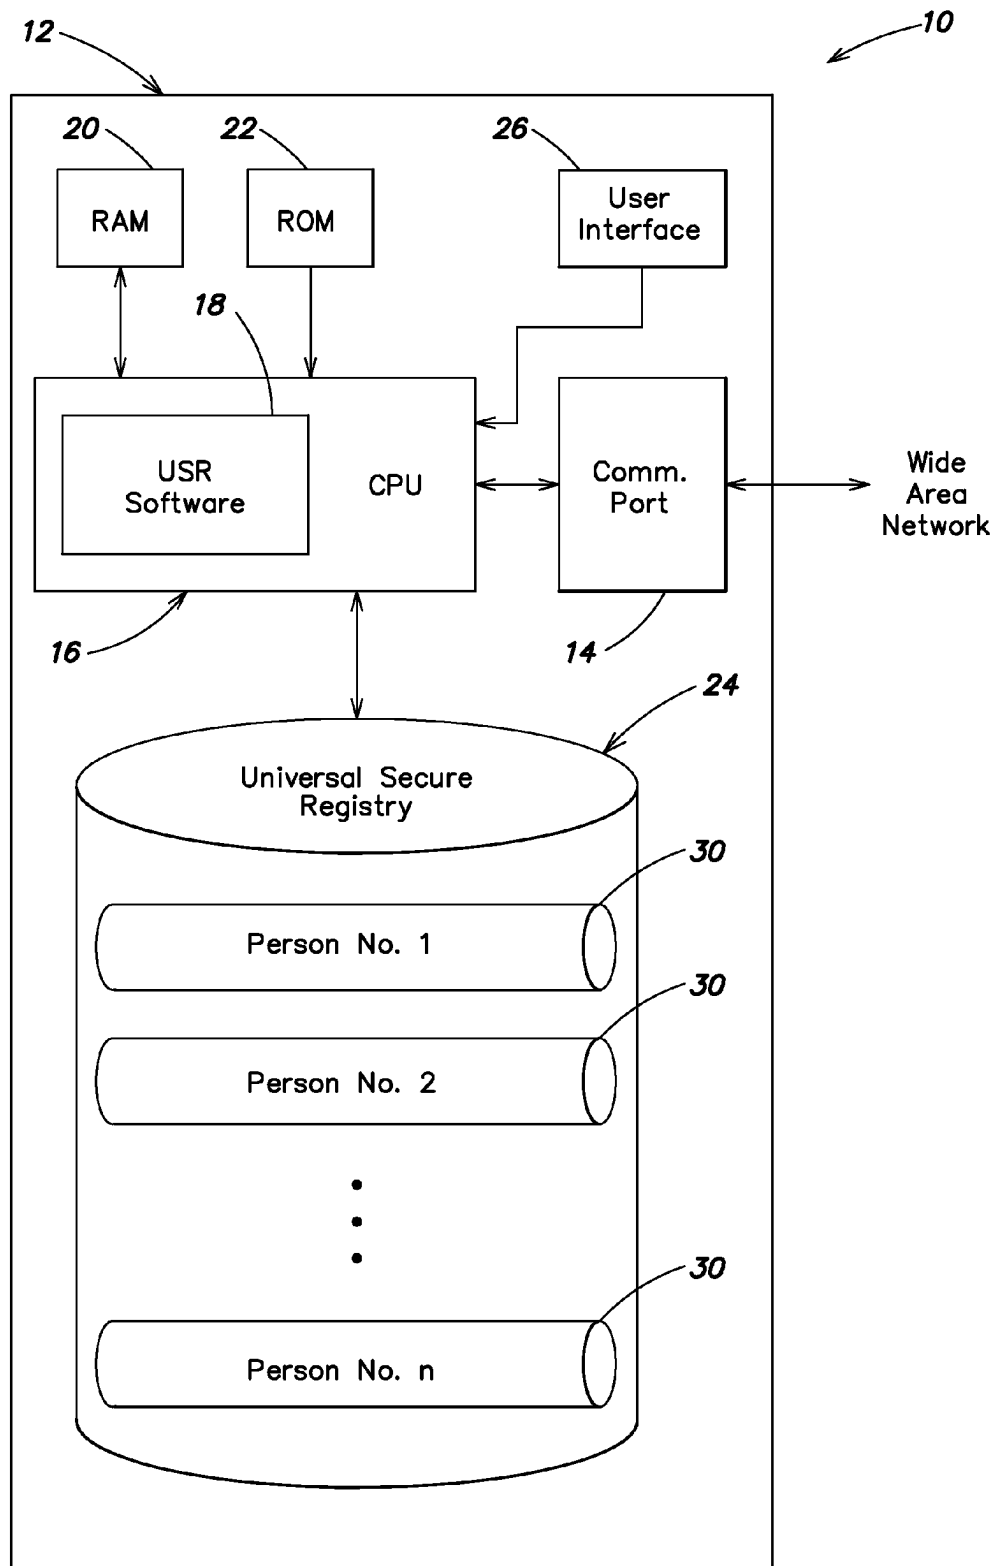 12
10
20
22
26
RAM
ROM
User
Interface
18
USR
Software
CPU
Comm.
Port
Wide
Area
Network
16
14
24
Universal Secure
Registry
30
Person No. 1
30
Person No. 2
30
Person No. n